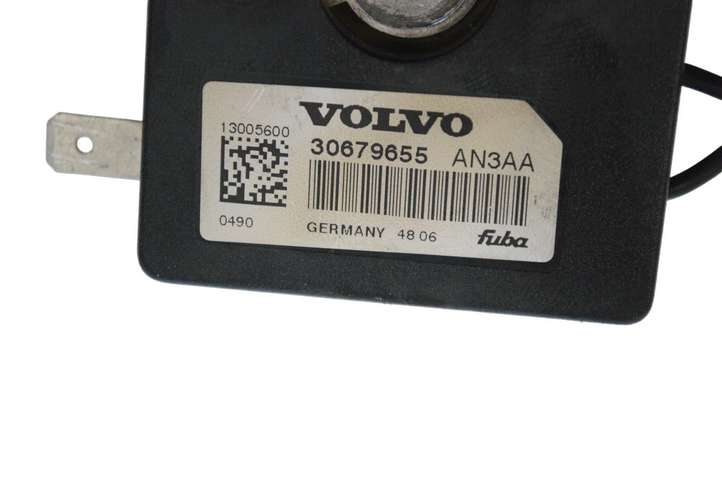 VOLVO
13005600
30679655 AN3AA
0490
GERMANY 48 06
fuba